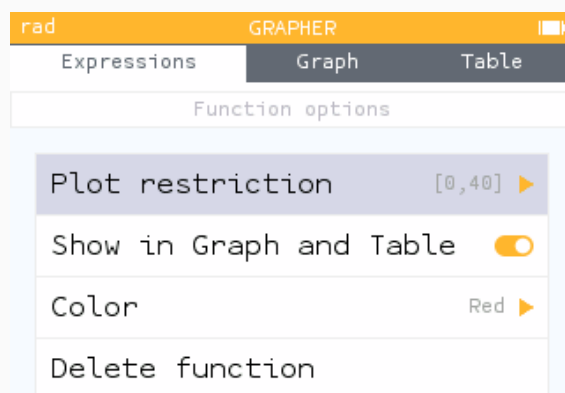 rad GRAPHER
Expressions Graph Table
Function options
Plot restriction [0,40]
Show in Graph and Table
Color Red
Delete function